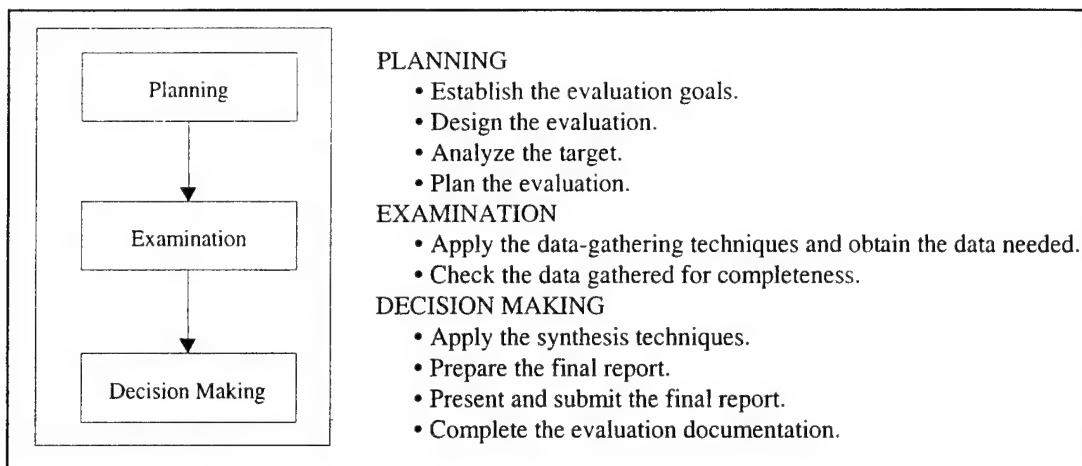 Planning
Examination
Decision Making
PLANNING
• Establish the evaluation goals.
• Design the evaluation.
• Analyze the target.
• Plan the evaluation.
EXAMINATION
• Apply the data-gathering techniques and obtain the data needed.
• Check the data gathered for completeness.
DECISION MAKING
• Apply the synthesis techniques.
• Prepare the final report.
• Present and submit the final report.
• Complete the evaluation documentation.